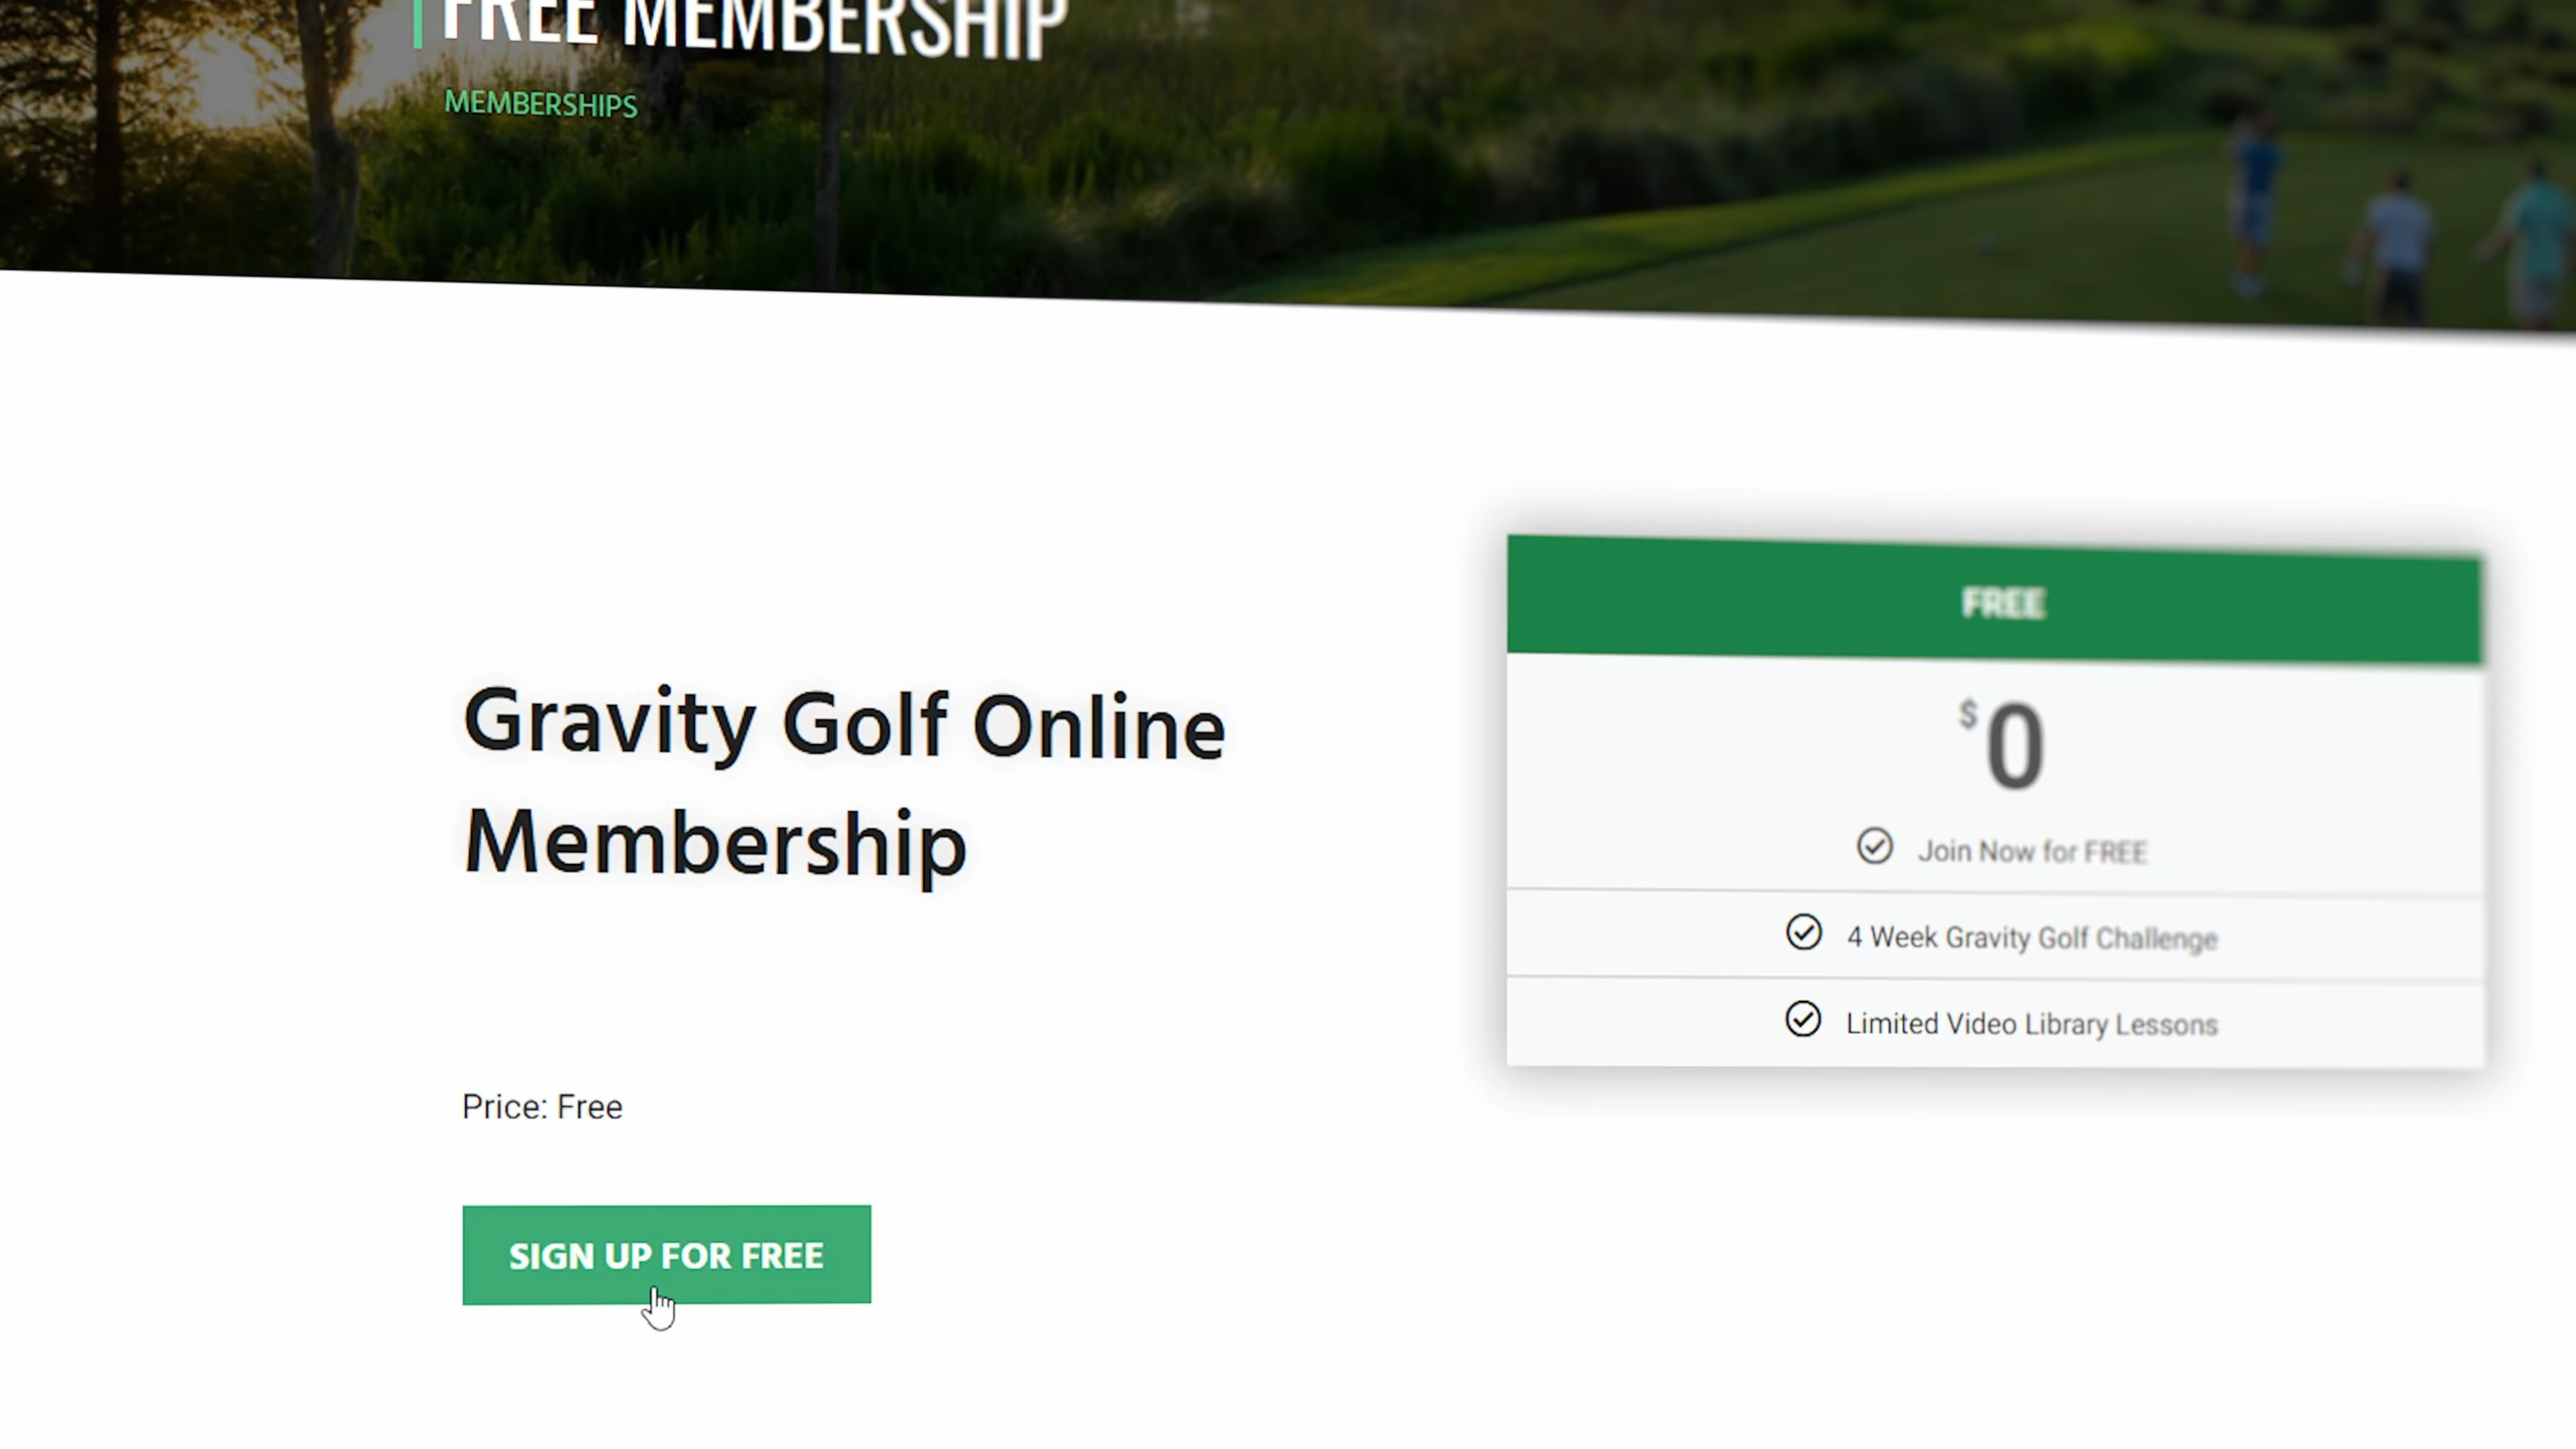 FREE MEMBERSHIP
MEMBERSHIPS
Gravity Golf Online
Membership
Price: Free
SIGN UP FOR FREE
FREE
$0
Join Now for FREE
4 Week Gravity Golf Challenge
Limited Video Library Lessons